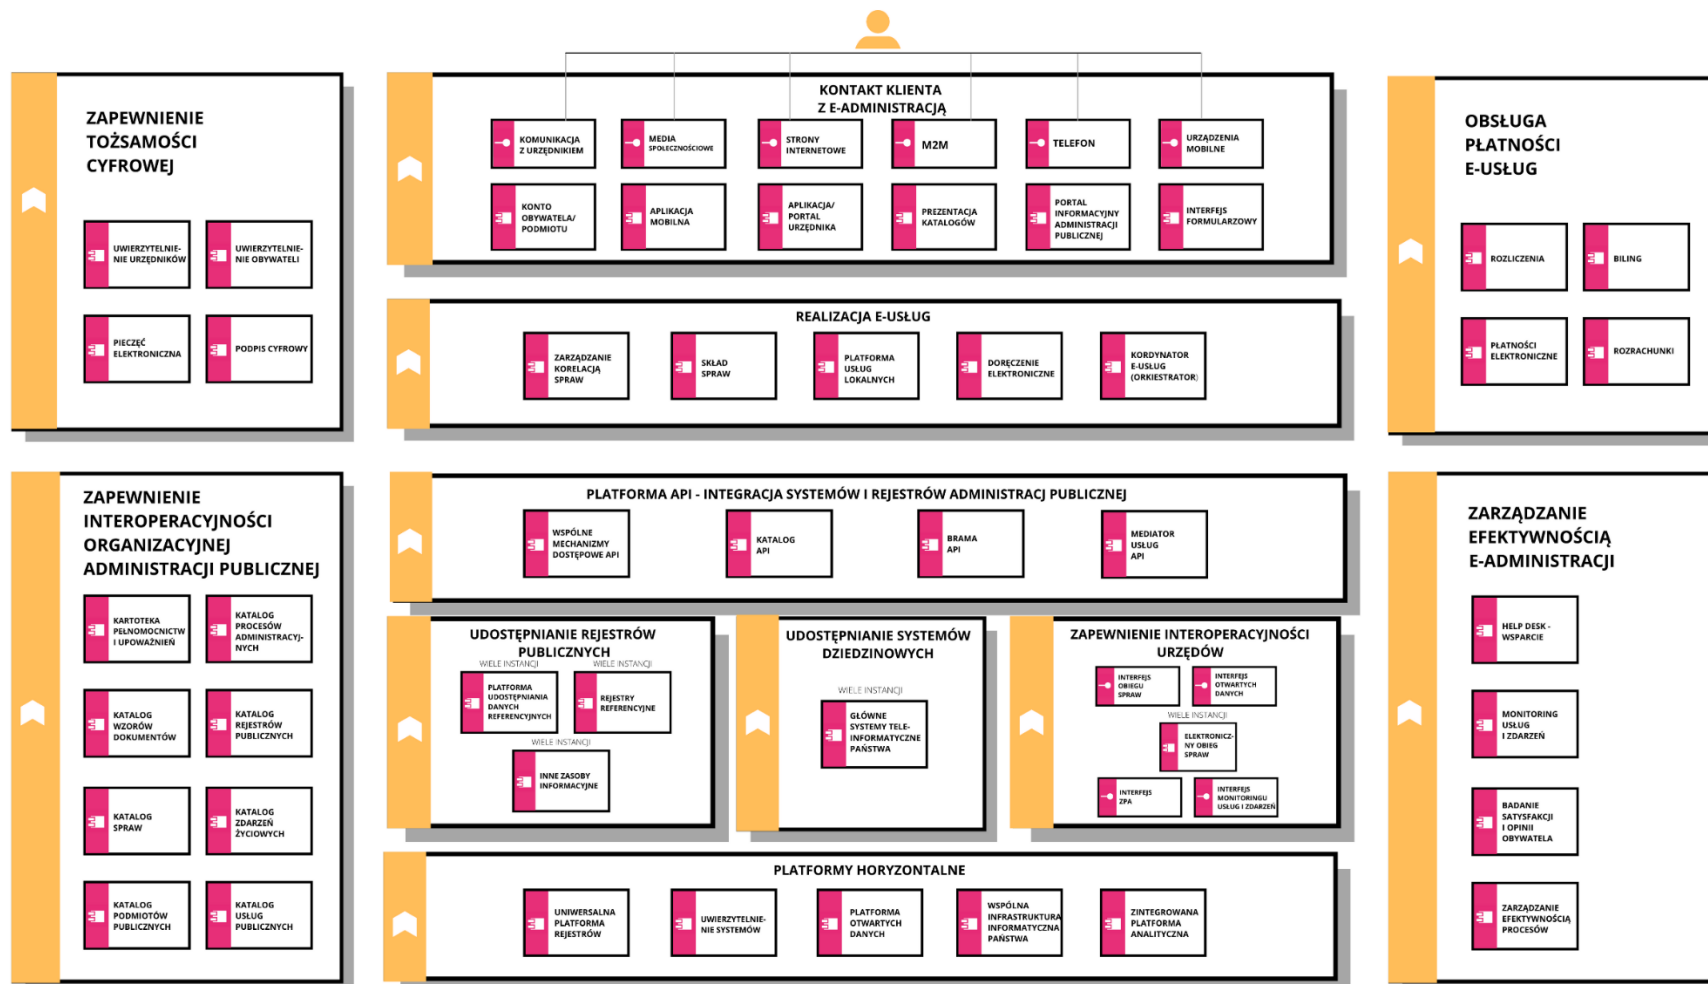 ZAPEWNIENIE
TOŻSAMOŚCI
CYFROWEJ
UWIERZYTELNIE-
NIE URZĘDNIKÓW
UWIERZYTELNIE-
NIE OBYWATELI
PIECZĘĆ
ELEKTRONICZNA
PODPIS CYFROWY
KONTAKT KLIENTA
Z E-ADMINISTRACJĄ
KOMUNIKACJA
Z URZĘDNIKIEM
MEDIA
SPOŁECZNOŚCIOWE
STRONY
INTERNETOWE
M2M
TELEFON
URZĄDZENIA
MOBILNE
KONTO
OBYWATELA/
PODMIOTU
APLIKACJA
MOBILNA
APLIKACJA/
PORTAL
URZĘDNIKA
PREZENTACJA
KATALOGÓW
PORTAL
INFORMACYJNY
ADMINISTRACJI
PUBLICZNEJ
INTERFEJS
FORMULARZOWY
OBSŁUGA
PŁATNOŚCI
E-USŁUG
ROZLICZENIA
BILING
PŁATNOŚCI
ELEKTRONICZNE
ROZRACHUNKI
REALIZACJA E-USŁUG
ZARZĄDZANIE
KORELACJĄ
SPRAW
SKŁAD
SPRAW
PLATFORMA
USŁUG
LOKALNYCH
DORĘCZENIE
ELEKTRONICZNE
KORDYNATOR
E-USŁUG
(ORKIESTRATOR)
ZAPEWNIENIE
INTEROPERACYJNOŚCI
ORGANIZACYJNEJ
ADMINISTRACJI PUBLICZNEJ
KARTOTEKA
PEŁNOMOCNICTW
I UPOWAŻNIEŃ
KATALOG
PROCESÓW
ADMINISTRACYJ-
NYCH
KATALOG
WZORÓW
DOKUMENTÓW
KATALOG
REJESTRÓW
PUBLICZNYCH
KATALOG
SPRAW
KATALOG
ZDARZEŃ
ŻYCIOWYCH
KATALOG
PODMIOTÓW
PUBLICZNYCH
KATALOG
USŁUG
PUBLICZNYCH
PLATFORMA API - INTEGRACJA SYSTEMÓW I REJESTRÓW ADMINISTRACJ PUBLICZNEJ
WSPÓLNE
MECHANIZMY
DOSTĘPOWE API
KATALOG
API
BRAMA
API
MEDIATOR
USŁUG
API
UDOSTĘPNIANIE REJESTRÓW
PUBLICZNYCH
WIELE INSTANCJI
WIELE INSTANCJI
PLATFORMA
UDOSTĘPNIANIA
DANYCH
REFERENCYJNYCH
REJESTRY
REFERENCYJNE
WIELE INSTANCJI
INNE ZASOBY
INFORMACYJNE
UDOSTĘPNIANIE SYSTEMÓW
DZIEDZINOWYCH
WIELE INSTANCJI
GŁÓWNE
SYSTEMY TELE-
INFORMATYCZNE
PAŃSTWA
ZAPEWNIENIE INTEROPERACYJNOŚCI
URZĘDÓW
INTERFEJS
OBIEGU
SPRAW
INTERFEJS
OTWARTYCH
DANYCH
WIELE INSTANCJI
ELEKTRONICZ-
NY OBIEG
SPRAW
INTERFEJS
ZPA
INTERFEJS
MONITORINGU
USŁUG I ZDARZEŃ
PLATFORMY HORYZONTALNE
UNIWERSALNA
PLATFORMA
REJESTRÓW
UWIERZYTELNIE-
NIE SYSTEMÓW
PLATFORMA
OTWARTYCH
DANYCH
WSPÓLNA
INFRASTRUKTURA
INFORMATYCZNA
PAŃSTWA
ZINTEGROWANA
PLATFORMA
ANALITYCZNA
ZARZĄDZANIE
EFEKTYWNOŚCIĄ
E-ADMINISTRACJI
HELP DESK -
WSPARCIE
MONITORING
USŁUG
I ZDARZEŃ
BADANIE
SATYSFAKCJI
I OPINII
OBYWATELA
ZARZĄDZANIE
EFEKTYWNOŚCIĄ
PROCESÓW